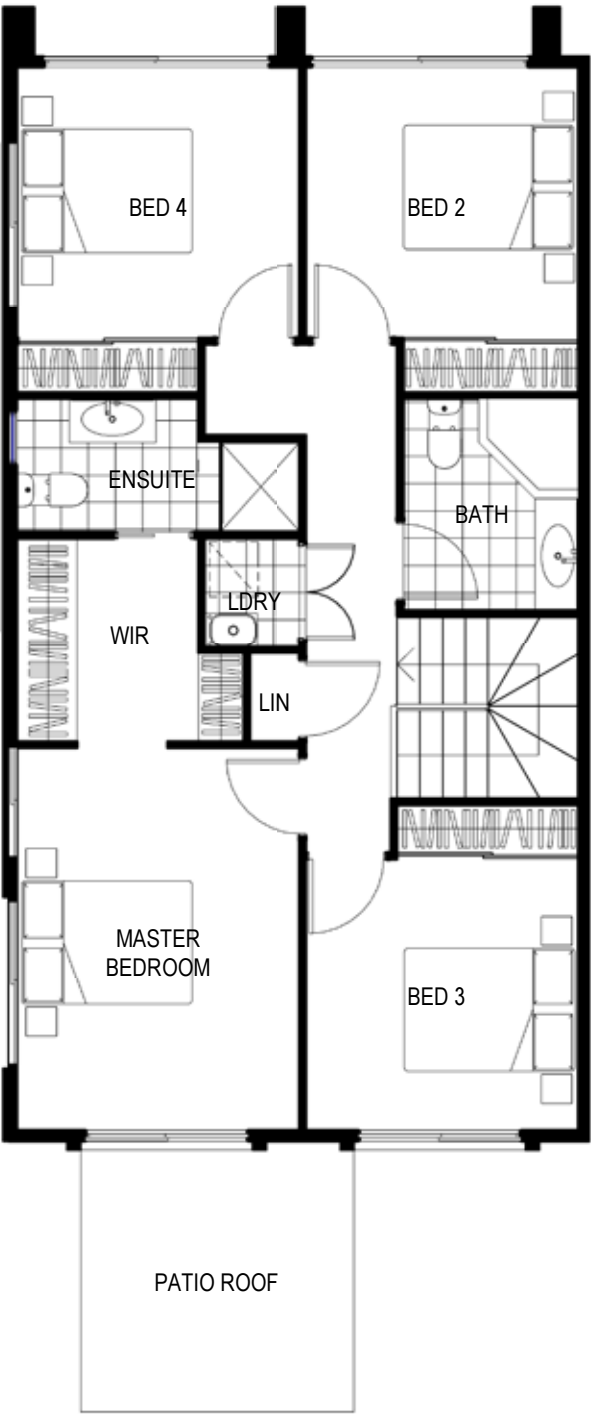 BED 4
BED 2
ENSUITE
BATH
LDRY
WIR
LIN
MASTER
BEDROOM
BED 3
PATIO ROOF